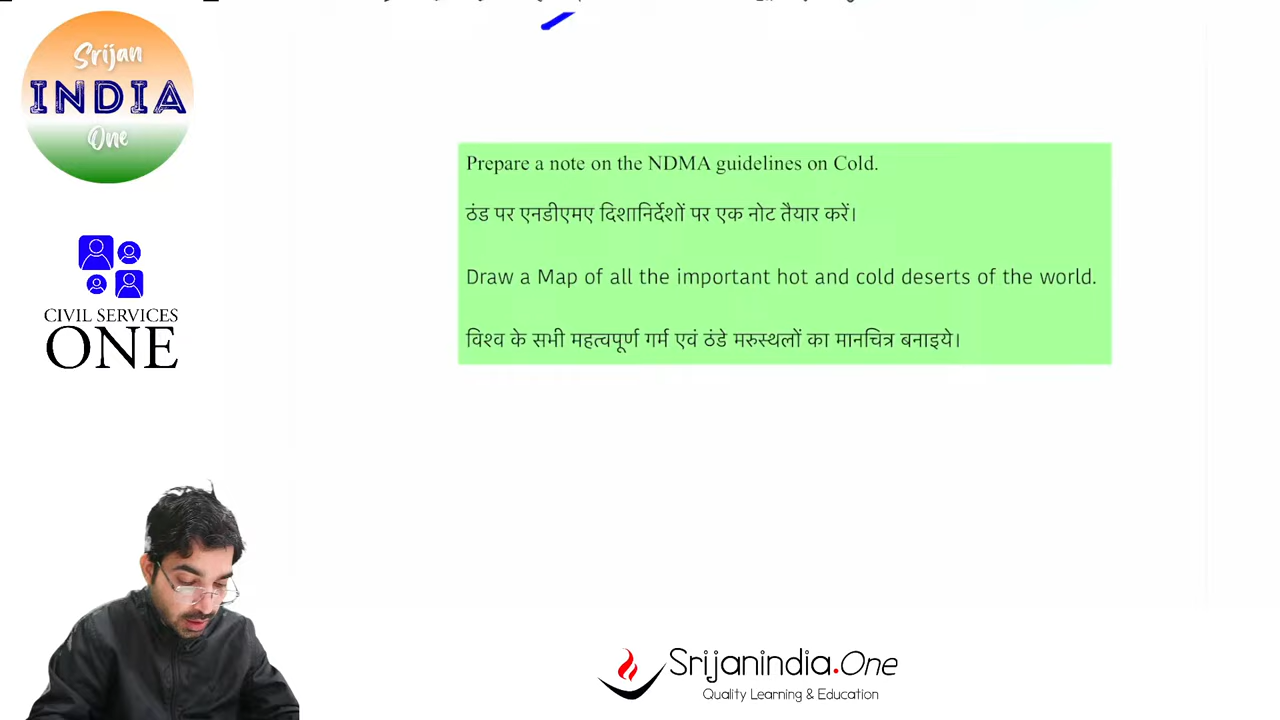 Srijan
INDIA
One
CIVIL SERVICES
ONE
Prepare a note on the NDMA guidelines on Cold.
ठंड पर एनडीएमए दिशानिर्देशों पर एक नोट तैयार करें।
Draw a Map of all the important hot and cold deserts of the world.
विश्व के सभी महत्वपूर्ण गर्म एवं ठंडे मरुस्थलों का मानचित्र बनाइये।
Srijanindia.One
Quality Learning & Education